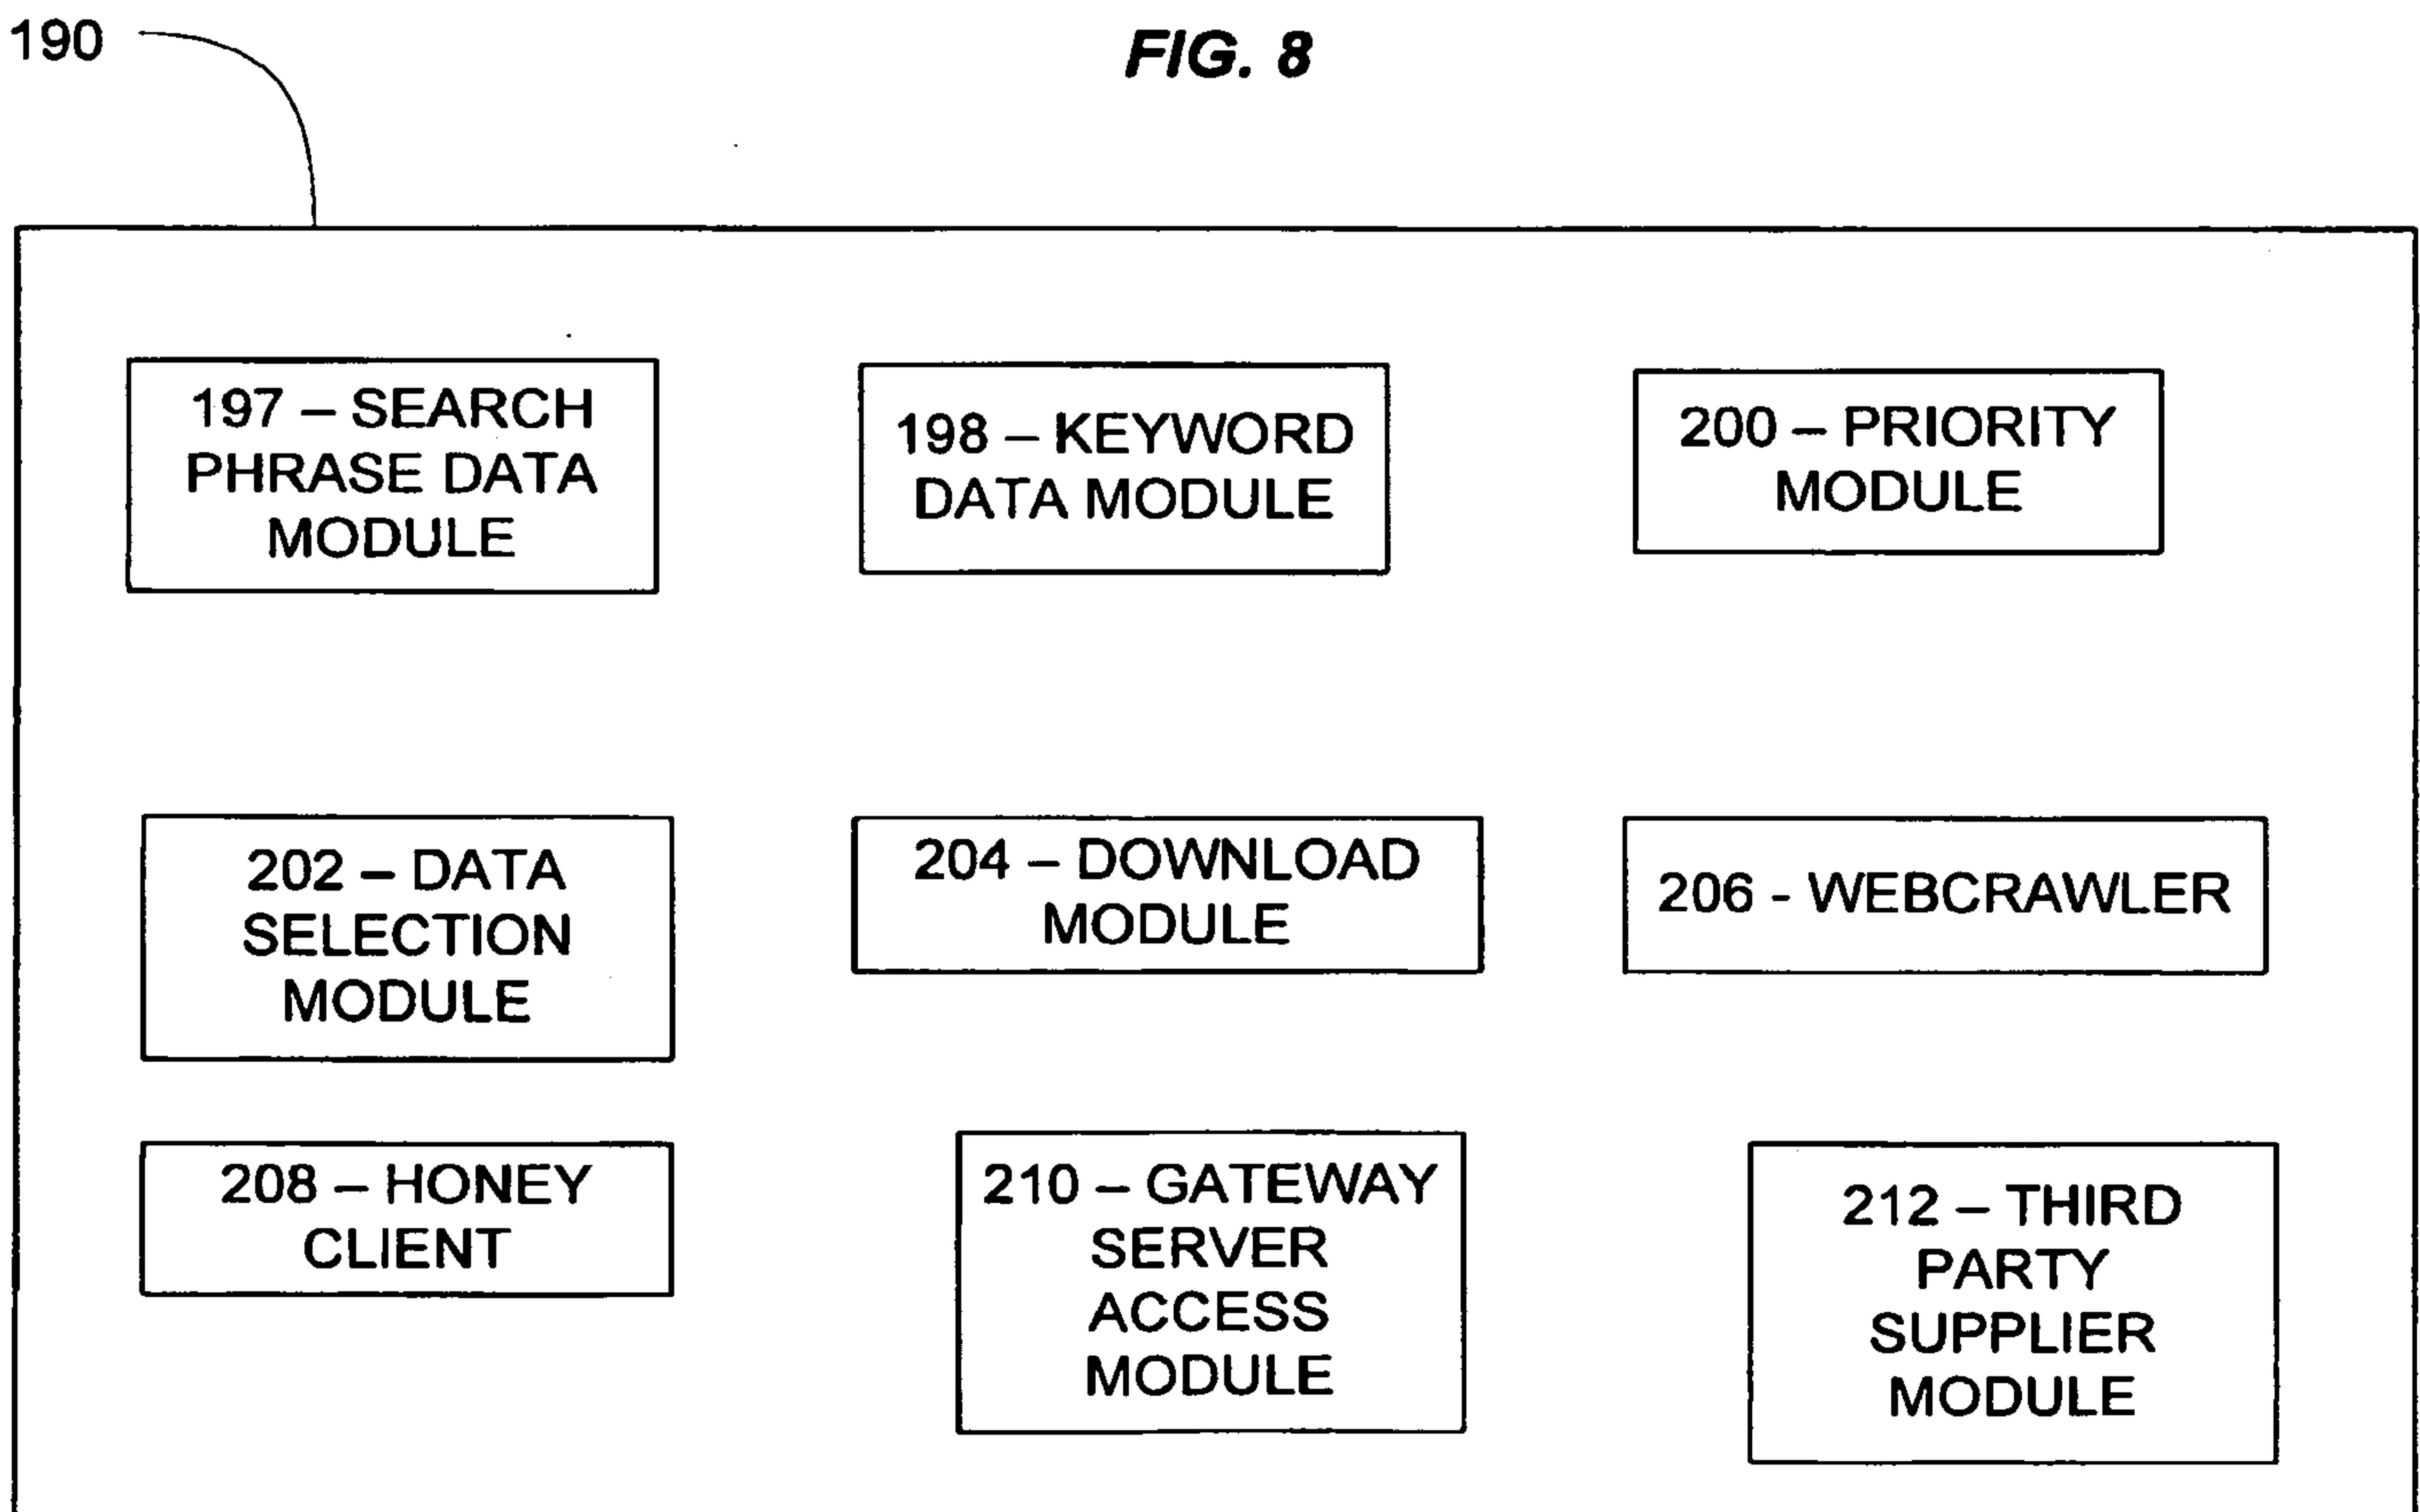 190
FIG. 8
197 – SEARCH
PHRASE DATA
MODULE
198 – KEYWORD
DATA MODULE
200 – PRIORITY
MODULE
202 – DATA
SELECTION
MODULE
204 – DOWNLOAD
MODULE
206 - WEBCRAWLER
208 – HONEY
CLIENT
210 – GATEWAY
SERVER
ACCESS
MODULE
212 – THIRD
PARTY
SUPPLIER
MODULE